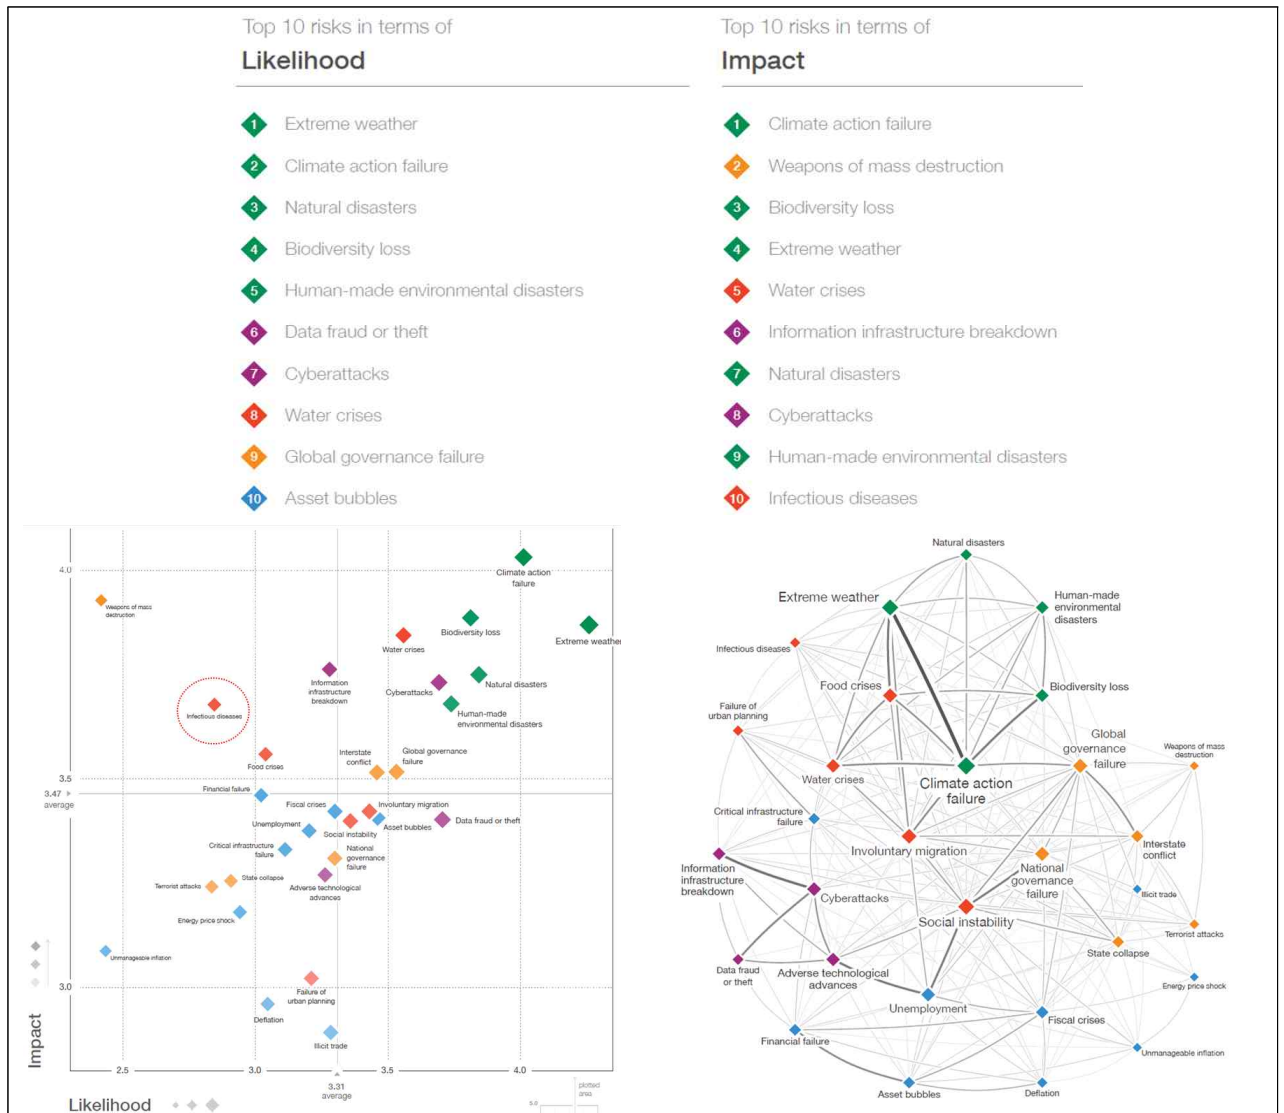 Top 10 risks in terms of
Likelihood
1 Extreme weather
2 Climate action failure
3 Natural disasters
4 Biodiversity loss
5 Human-made environmental disasters
6 Data fraud or theft
7 Cyberattacks
8 Water crises
9 Global governance failure
10 Asset bubbles
Top 10 risks in terms of
Impact
1 Climate action failure
2 Weapons of mass destruction
3 Biodiversity loss
4 Extreme weather
5 Water crises
6 Information infrastructure breakdown
7 Natural disasters
8 Cyberattacks
9 Human-made environmental disasters
10 Infectious diseases
4.0
Climate action
failure
Weapons of mass
destruction
Biodiversity loss
Extreme weather
Water crises
Information
infrastructure
breakdown
Cyberattacks
Natural disasters
Human-made
environmental disasters
Infectious diseases
Food crises
Interstate
conflict
Global governance
failure
3.5
3.47
average
Financial failure
Fiscal crises
Involuntary migration
Unemployment
Social instability
Asset bubbles
Data fraud or theft
Critical infrastructure
failure
National
governance
failure
Terrorist attacks
State collapse
Adverse technological
advances
Energy price shock
Unmanageable inflation
3.0
Failure of
urban planning
Deflation
Illicit trade
Impact
2.5
3.0
3.5
4.0
3.31
average
Likelihood
plotted
area
5.0
Natural disasters
Extreme weather
Human-made
environmental
disasters
Infectious diseases
Food crises
Biodiversity loss
Failure of
urban planning
Global
governance
failure
Weapons of mass
destruction
Water crises
Climate action
failure
Critical infrastructure
failure
Involuntary migration
Interstate
conflict
Information
infrastructure
breakdown
National
governance
failure
Cyberattacks
Illicit trade
Social instability
Terrorist attacks
State collapse
Data fraud
or theft
Adverse technological
advances
Energy price shock
Unemployment
Fiscal crises
Financial failure
Unmanageable inflation
Asset bubbles
Deflation